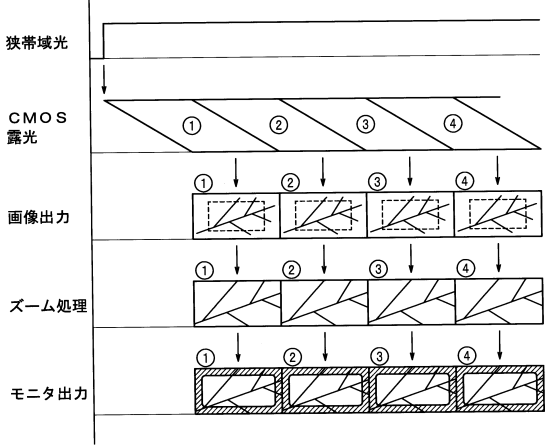 狭帯域光
ＣＭＯＳ
露光
① ② ③ ④
① ② ③ ④
画像出力
① ② ③ ④
ズーム処理
① ② ③ ④
モニタ出力